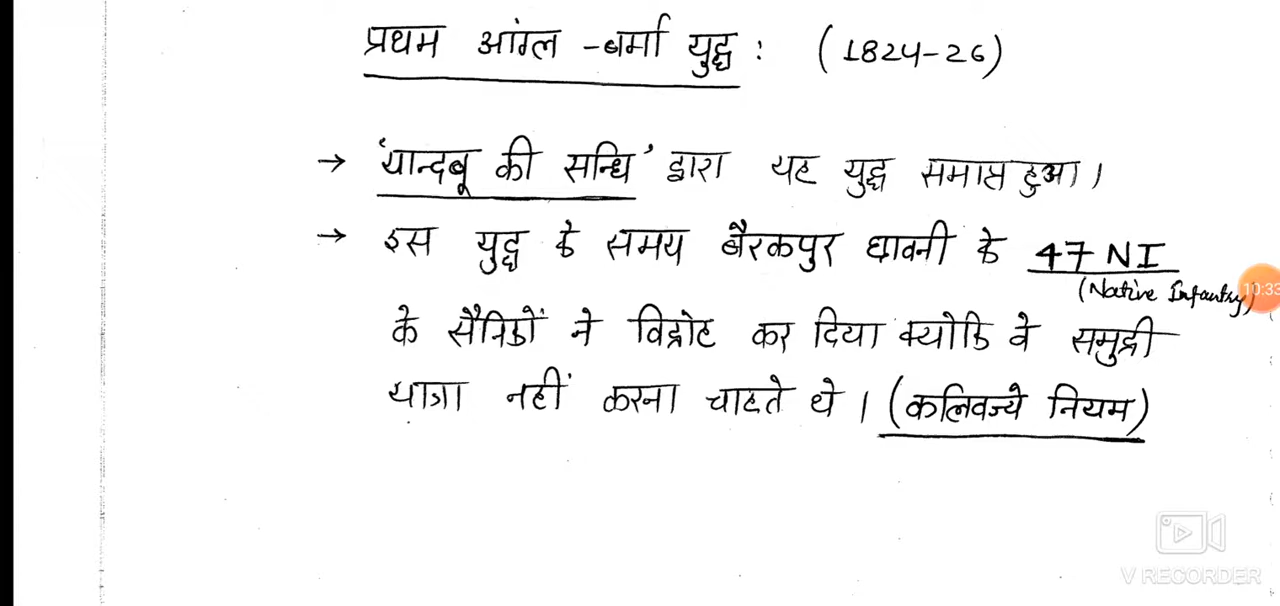 प्रथम आंग्ल - बर्मा युद्ध : (1824-26)
→ 'यान्दबू की सन्धि' द्वारा यह युद्ध समाप्त हुआ।
→ इस युद्ध के समय बैरकपुर छावनी के 47 NI
(Native Infantry)
10:33
के सैनिकों ने विद्रोह कर दिया क्योकि वे समुद्री
यात्रा नहीं करना चाहते थे। (कलिवर्ज्य नियम)
V RECORDER